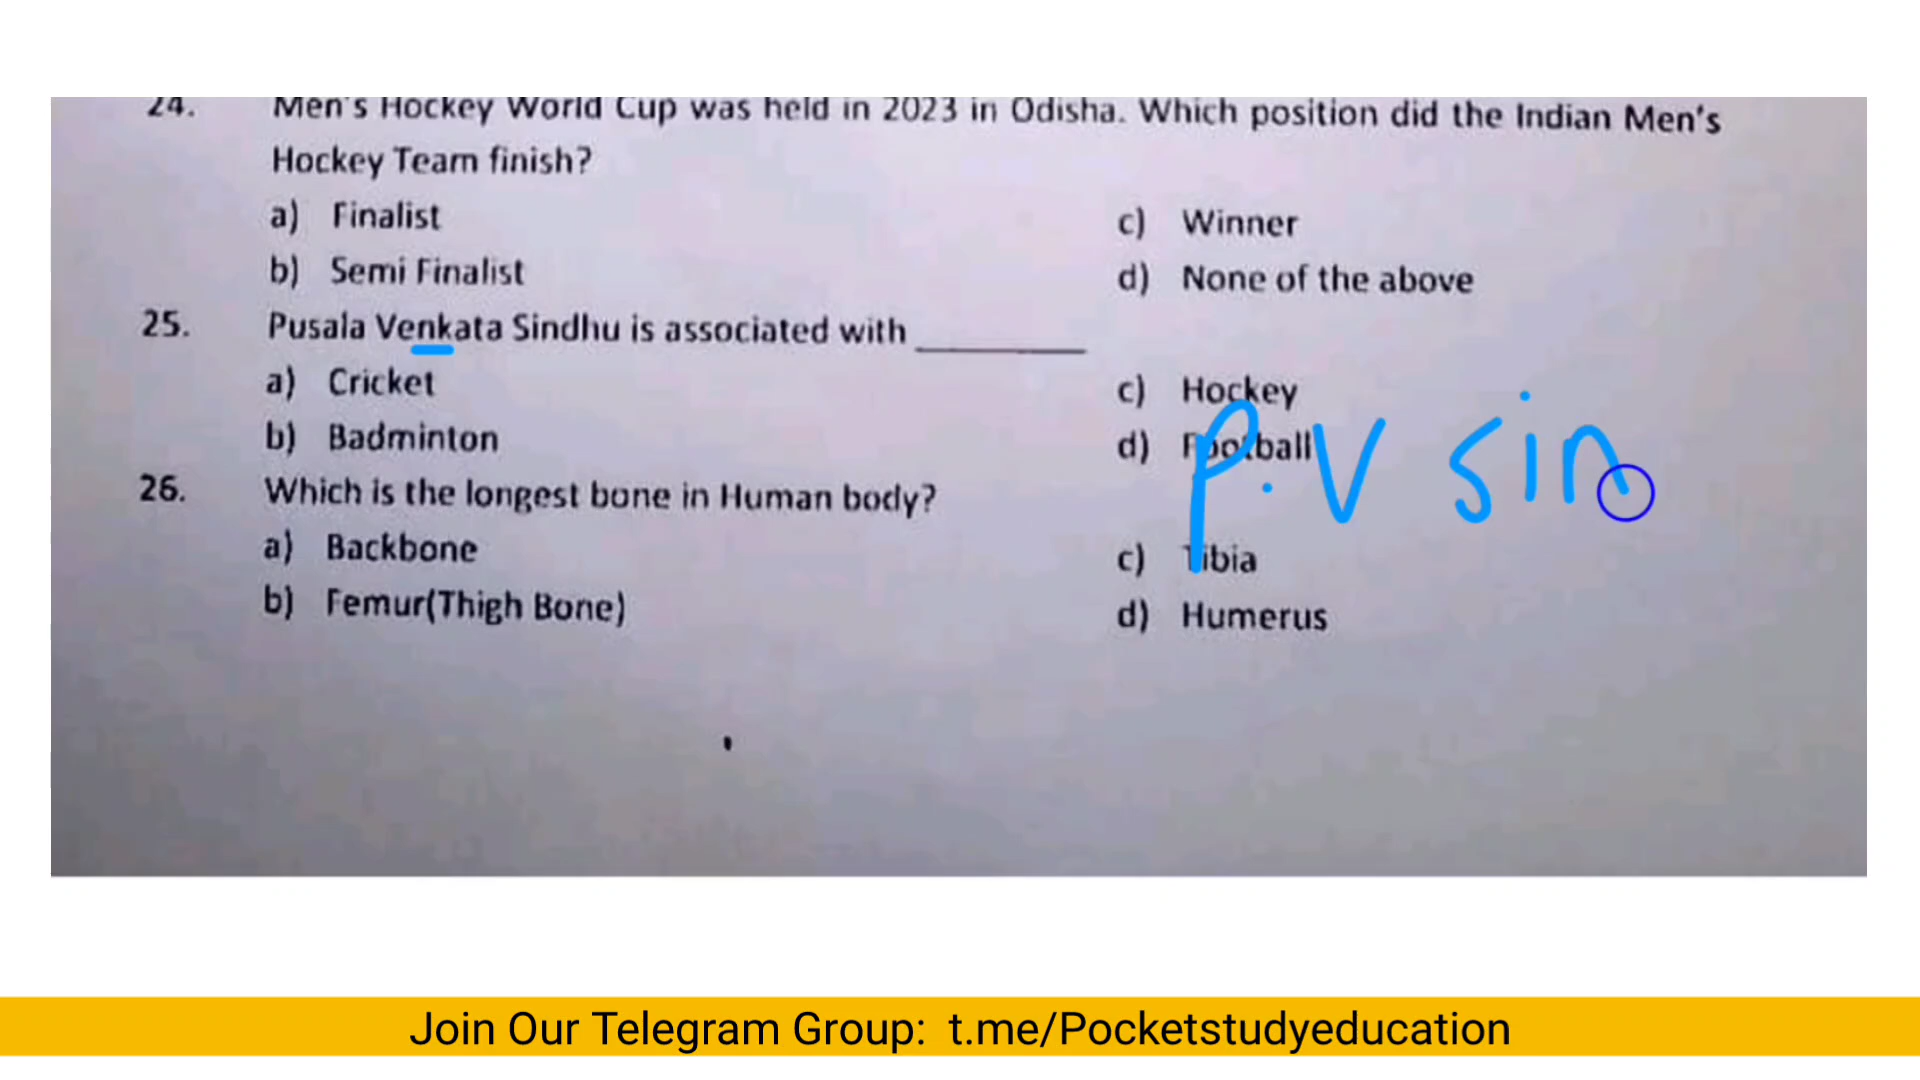 24. Men's Hockey World Cup was held in 2023 in Odisha. Which position did the Indian Men's
Hockey Team finish?
a) Finalist
c) Winner
b) Semi Finalist
d) None of the above
25. Pusala Venkata Sindhu is associated with ________
a) Cricket
c) Hockey
b) Badminton
d) Football
P.V sin
26. Which is the longest bone in Human body?
a) Backbone
c) Tibia
b) Femur(Thigh Bone)
d) Humerus
Join Our Telegram Group: t.me/Pocketstudyeducation